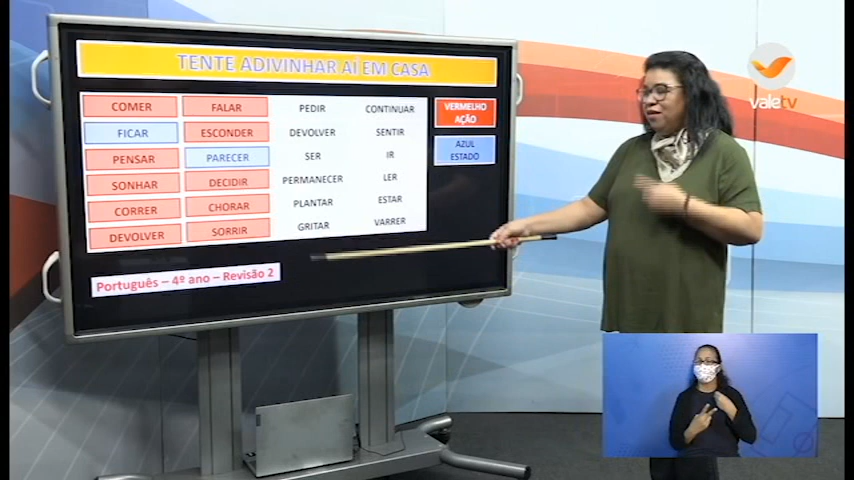 TENTE ADIVINHAR AI EM CASA
COMER FALAR PEDIR CONTINUAR
FICAR ESCONDER DEVOLVER SENTIR
PENSAR PARECER SER IR
SONHAR DECIDIR PERMANECER LER
CORRER CHORAR PLANTAR ESTAR
DEVOLVER SORRIR GRITAR VARRER
VERMELHO
AÇÃO
AZUL
ESTADO
Português – 4º ano – Revisão 2
valetv